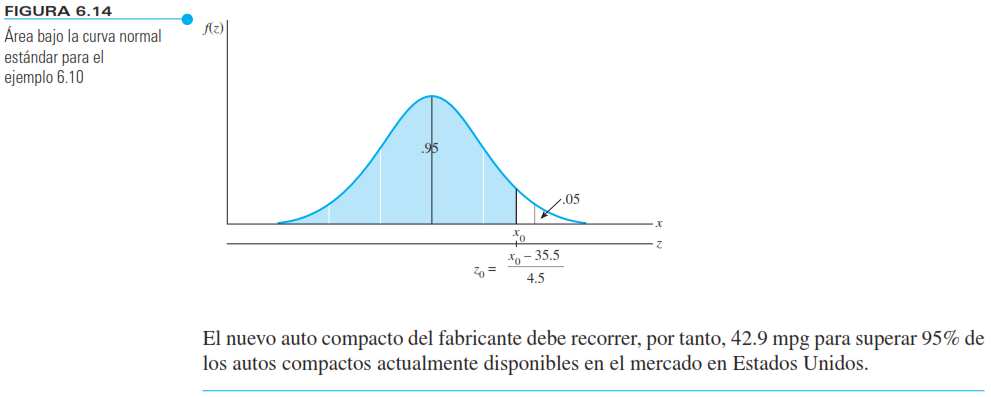 FIGURA 6.14
Área bajo la curva normal
estándar para el
ejemplo 6.10
f(z)
.95
.05
x
x₀
z
z₀ = (x₀ – 35.5) / 4.5
El nuevo auto compacto del fabricante debe recorrer, por tanto, 42.9 mpg para superar 95% de
los autos compactos actualmente disponibles en el mercado en Estados Unidos.